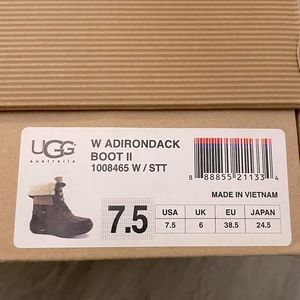 UGG
australia
W ADIRONDACK
BOOT II
1008465 W / STT
8 88855 21133 4
MADE IN VIETNAM
7.5
USA UK EU JAPAN
7.5 6 38.5 24.5